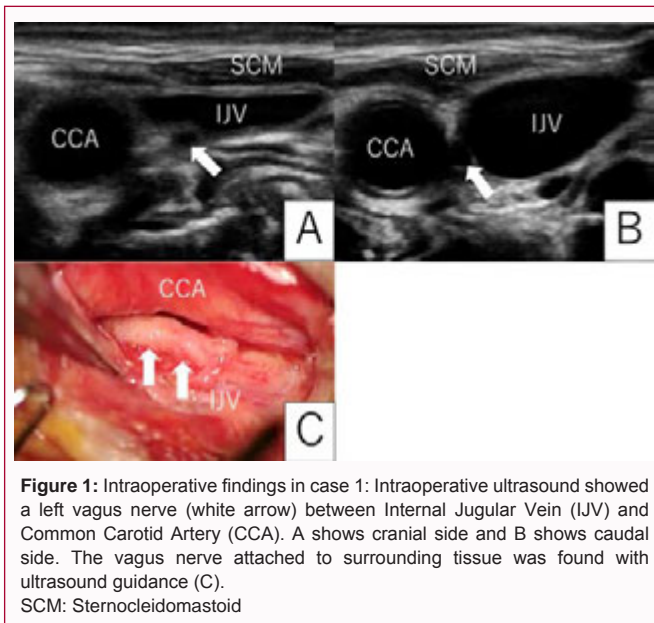 SCM
SCM
IJV
IJV
CCA
CCA
A
B
CCA
IJV
C
Figure 1: Intraoperative findings in case 1: Intraoperative ultrasound showed
a left vagus nerve (white arrow) between Internal Jugular Vein (IJV) and
Common Carotid Artery (CCA). A shows cranial side and B shows caudal
side. The vagus nerve attached to surrounding tissue was found with
ultrasound guidance (C).
SCM: Sternocleidomastoid